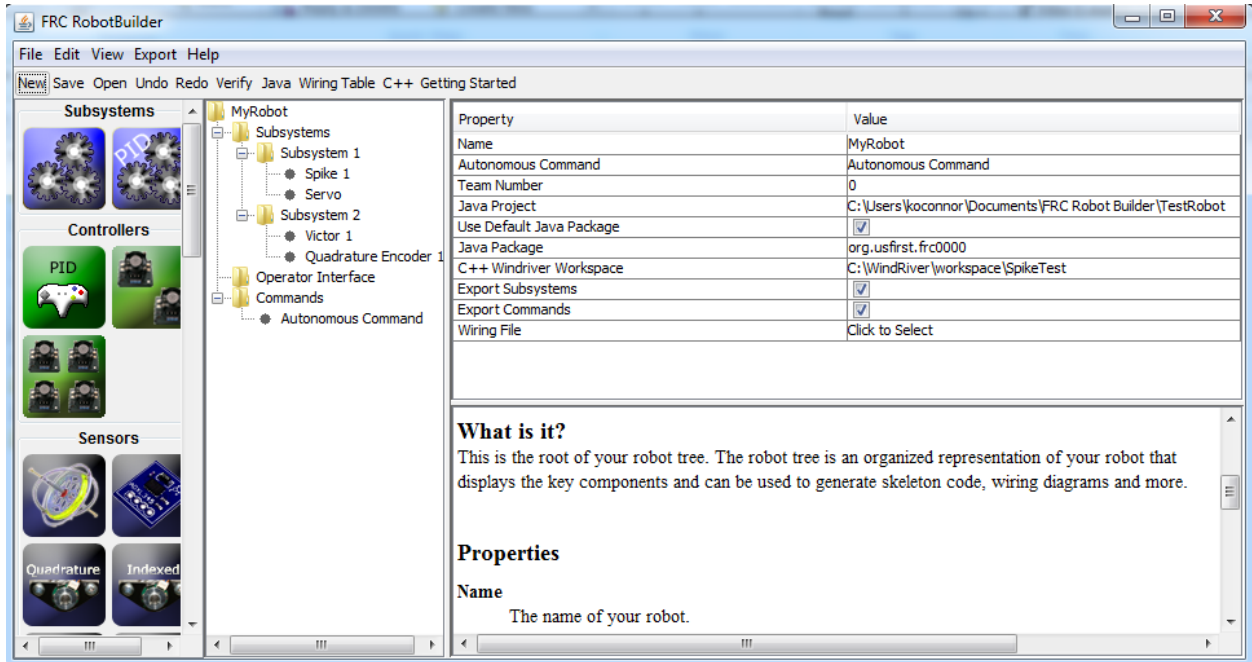 FRC RobotBuilder
File Edit View Export Help
New Save Open Undo Redo Verify Java Wiring Table C++ Getting Started
Subsystems
PID
Controllers
PID
Sensors
Quadrature
Indexed
MyRobot
Subsystems
Subsystem 1
Spike 1
Servo
Subsystem 2
Victor 1
Quadrature Encoder 1
Operator Interface
Commands
Autonomous Command
Property Value
Name MyRobot
Autonomous Command Autonomous Command
Team Number 0
Java Project C:\Users\koconnor\Documents\FRC Robot Builder\TestRobot
Use Default Java Package
Java Package org.usfirst.frc0000
C++ Windriver Workspace C:\WindRiver\workspace\SpikeTest
Export Subsystems
Export Commands
Wiring File Click to Select
What is it?
This is the root of your robot tree. The robot tree is an organized representation of your robot that
displays the key components and can be used to generate skeleton code, wiring diagrams and more.
Properties
Name
The name of your robot.